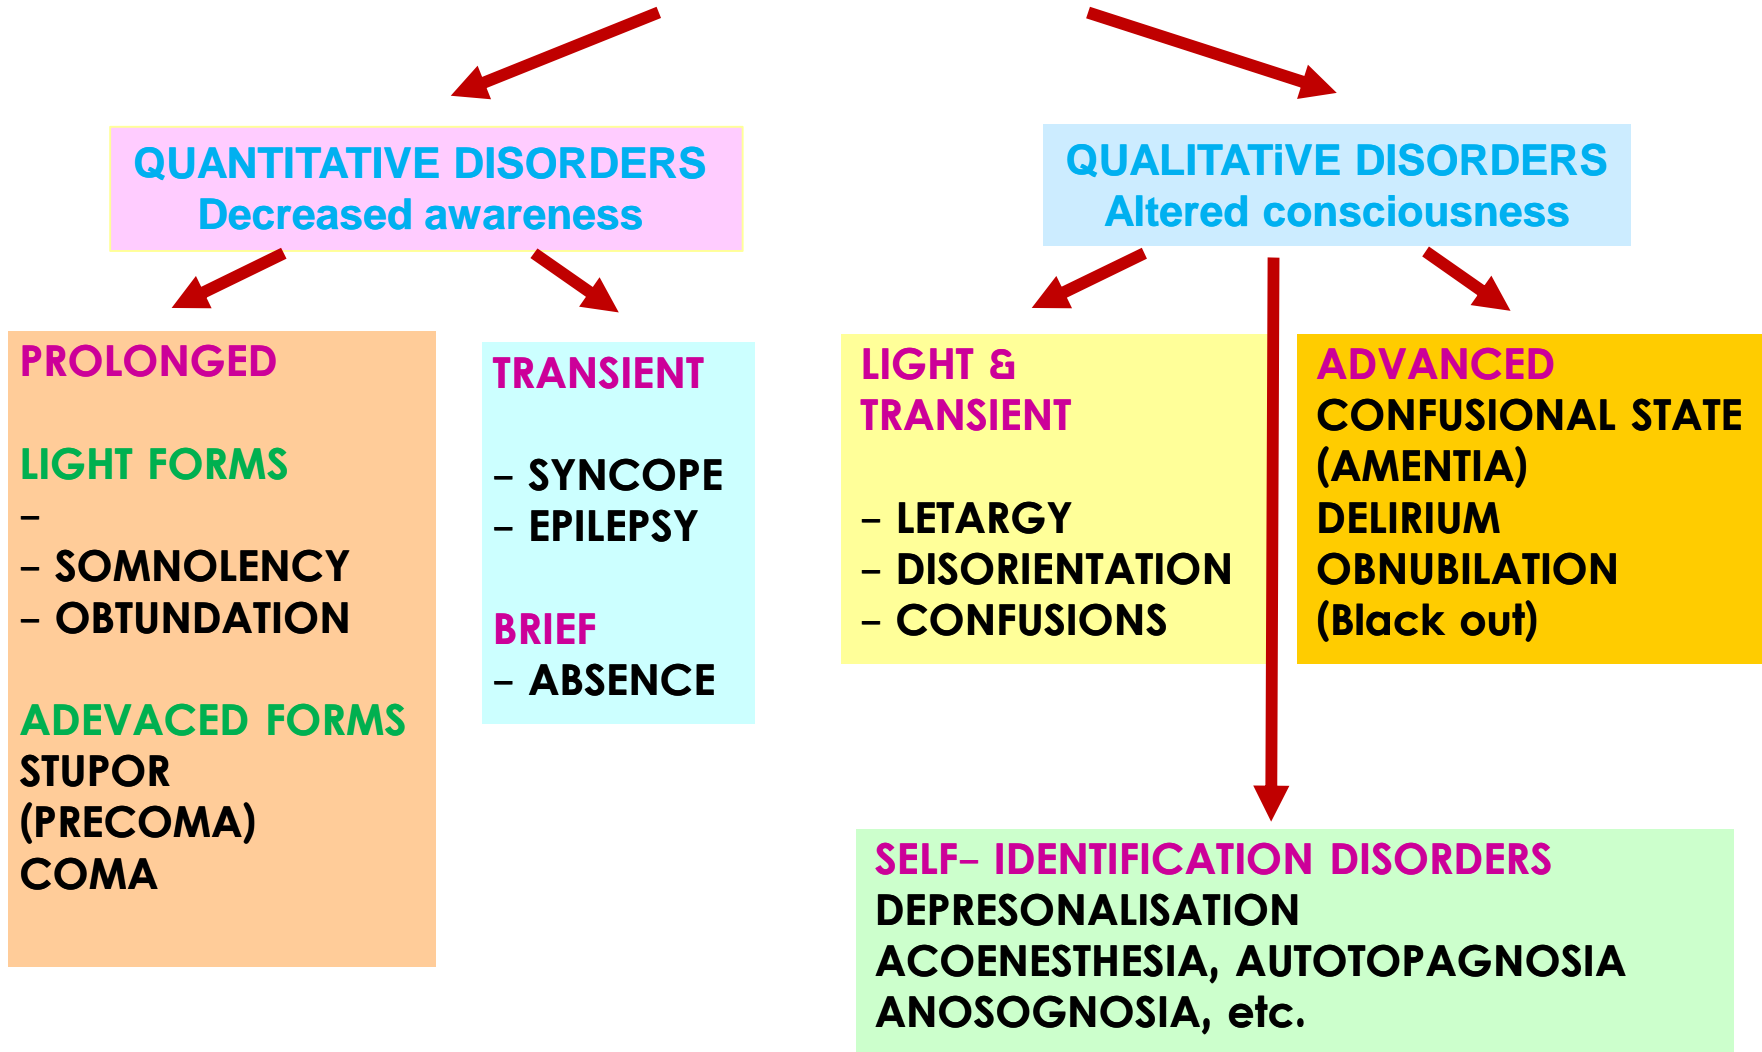 QUANTITATIVE DISORDERS
Decreased awareness
QUALITATiVE DISORDERS
Altered consciousness
PROLONGED
LIGHT FORMS
–
– SOMNOLENCY
– OBTUNDATION
ADEVACED FORMS
STUPOR
(PRECOMA)
COMA
TRANSIENT
– SYNCOPE
– EPILEPSY
BRIEF
– ABSENCE
LIGHT &
TRANSIENT
– LETARGY
– DISORIENTATION
– CONFUSIONS
ADVANCED
CONFUSIONAL STATE
(AMENTIA)
DELIRIUM
OBNUBILATION
(Black out)
SELF– IDENTIFICATION DISORDERS
DEPRESONALISATION
ACOENESTHESIA, AUTOTOPAGNOSIA
ANOSOGNOSIA, etc.